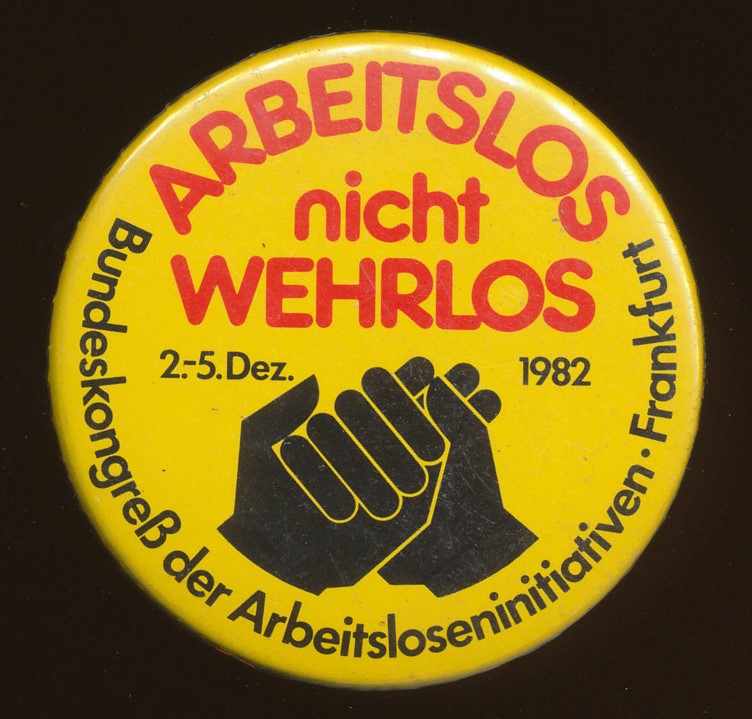 ARBEITSLOS
nicht
WEHRLOS
2.-5. Dez. 1982
Bundeskongreß der Arbeitsloseninitiativen · Frankfurt